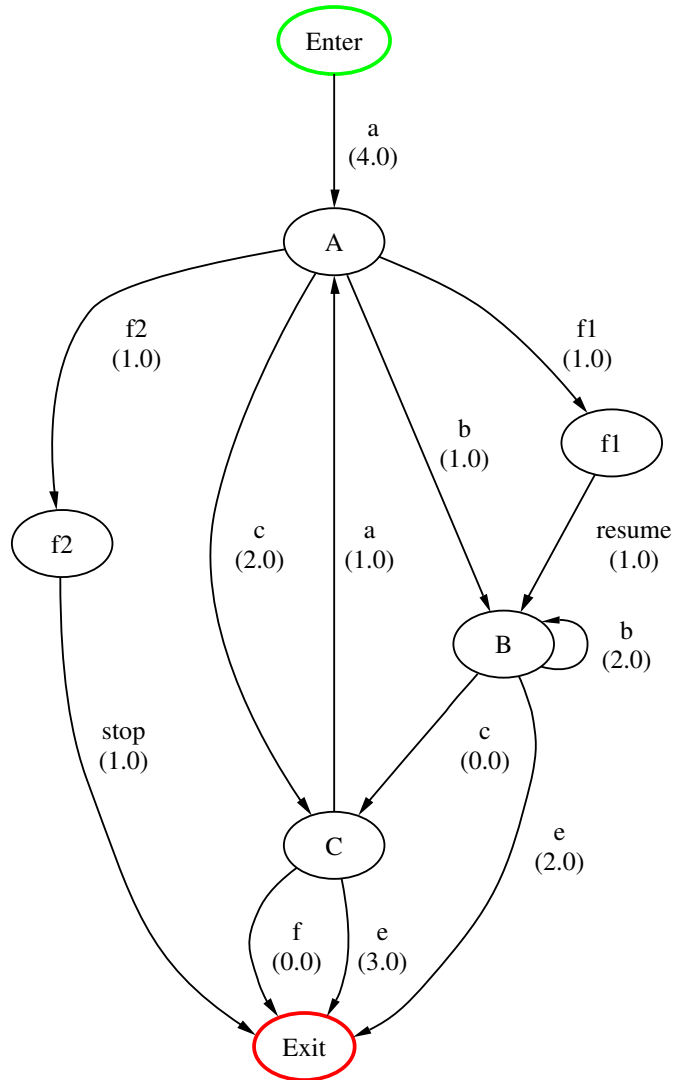 Enter
a
(4.0)
A
f2
(1.0)
f1
(1.0)
b
(1.0)
f1
c
(2.0)
a
(1.0)
resume
(1.0)
f2
B
b
(2.0)
stop
(1.0)
c
(0.0)
e
(2.0)
C
f
(0.0)
e
(3.0)
Exit